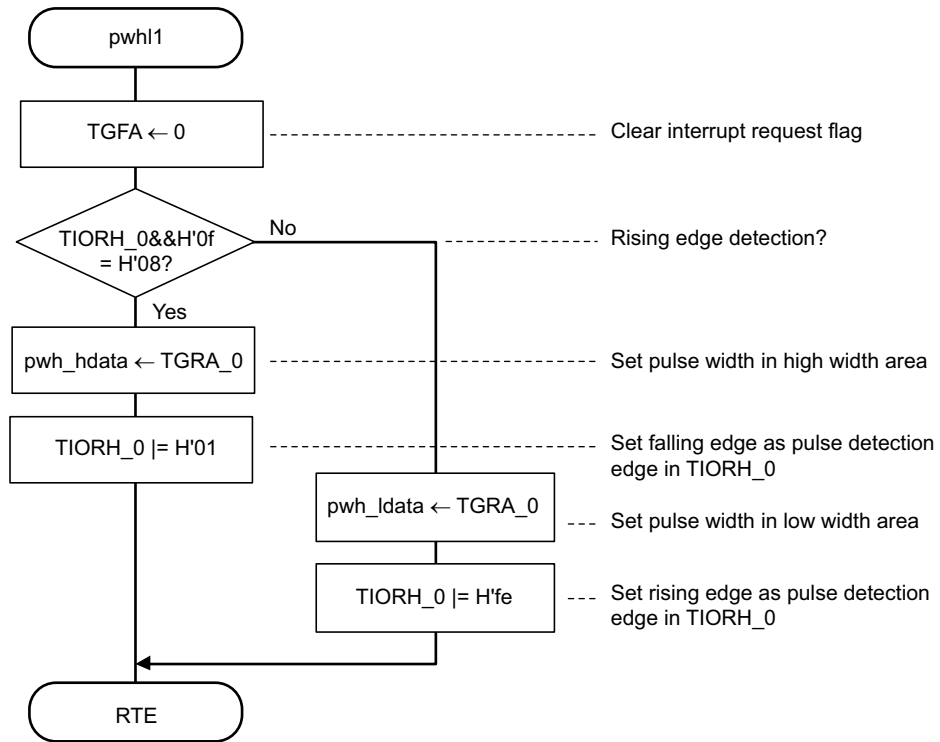 pwhl1
TGFA ← 0
Clear interrupt request flag
TIORH_0&&H'0f
= H'08?
No
Rising edge detection?
Yes
pwh_hdata ← TGRA_0
Set pulse width in high width area
TIORH_0 |= H'01
Set falling edge as pulse detection
edge in TIORH_0
pwh_ldata ← TGRA_0
Set pulse width in low width area
TIORH_0 |= H'fe
Set rising edge as pulse detection
edge in TIORH_0
RTE